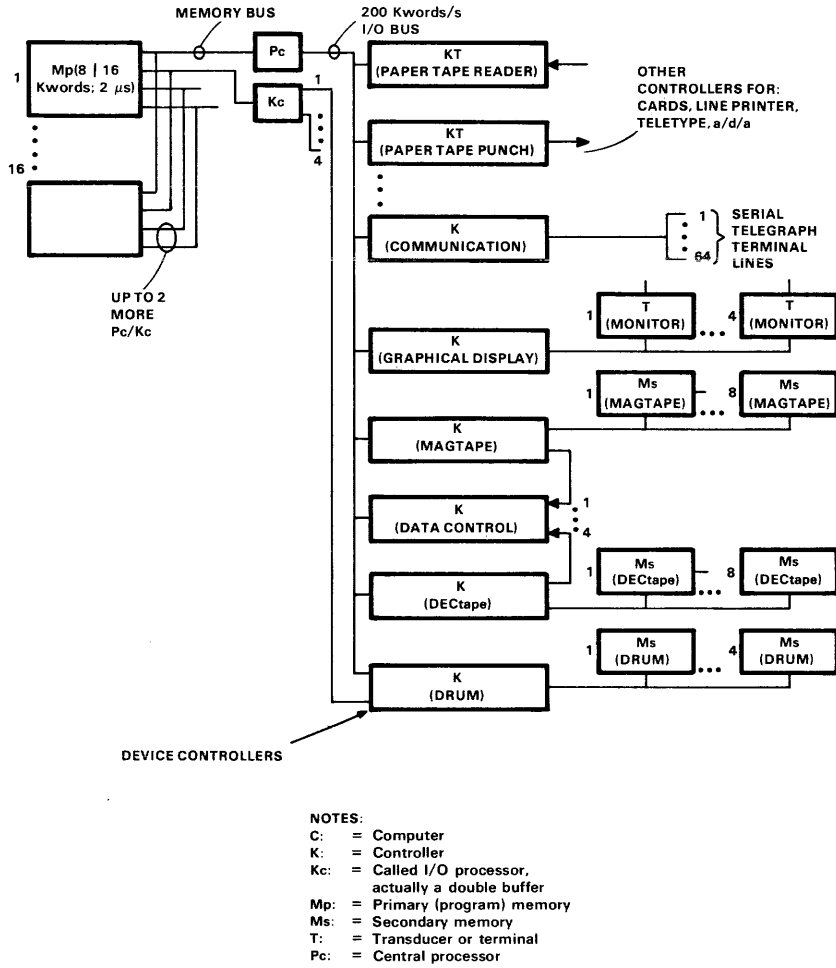 MEMORY BUS
200 Kwords/s
I/O BUS
1
Mp(8 | 16
Kwords; 2 μs)
16
UP TO 2
MORE
Pc/Kc
Pc
Kc
1
4
KT
(PAPER TAPE READER)
KT
(PAPER TAPE PUNCH)
OTHER
CONTROLLERS FOR:
CARDS, LINE PRINTER,
TELETYPE, a/d/a
K
(COMMUNICATION)
1
64
SERIAL
TELEGRAPH
TERMINAL
LINES
K
(GRAPHICAL DISPLAY)
1
T
(MONITOR)
4
T
(MONITOR)
K
(MAGTAPE)
1
Ms
(MAGTAPE)
8
Ms
(MAGTAPE)
K
(DATA CONTROL)
1
4
K
(DECtape)
1
Ms
(DECtape)
8
Ms
(DECtape)
K
(DRUM)
1
Ms
(DRUM)
4
Ms
(DRUM)
DEVICE CONTROLLERS
NOTES:
C: = Computer
K: = Controller
Kc: = Called I/O processor,
actually a double buffer
Mp: = Primary (program) memory
Ms: = Secondary memory
T: = Transducer or terminal
Pc: = Central processor